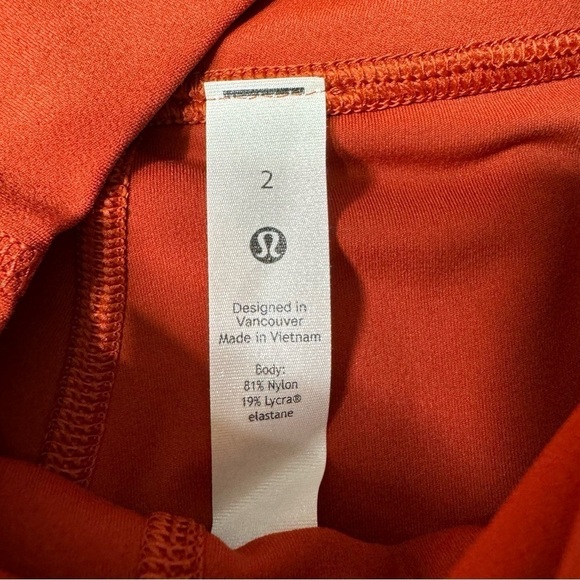 2
Designed in
Vancouver
Made in Vietnam
Body:
81% Nylon
19% Lycra®
elastane